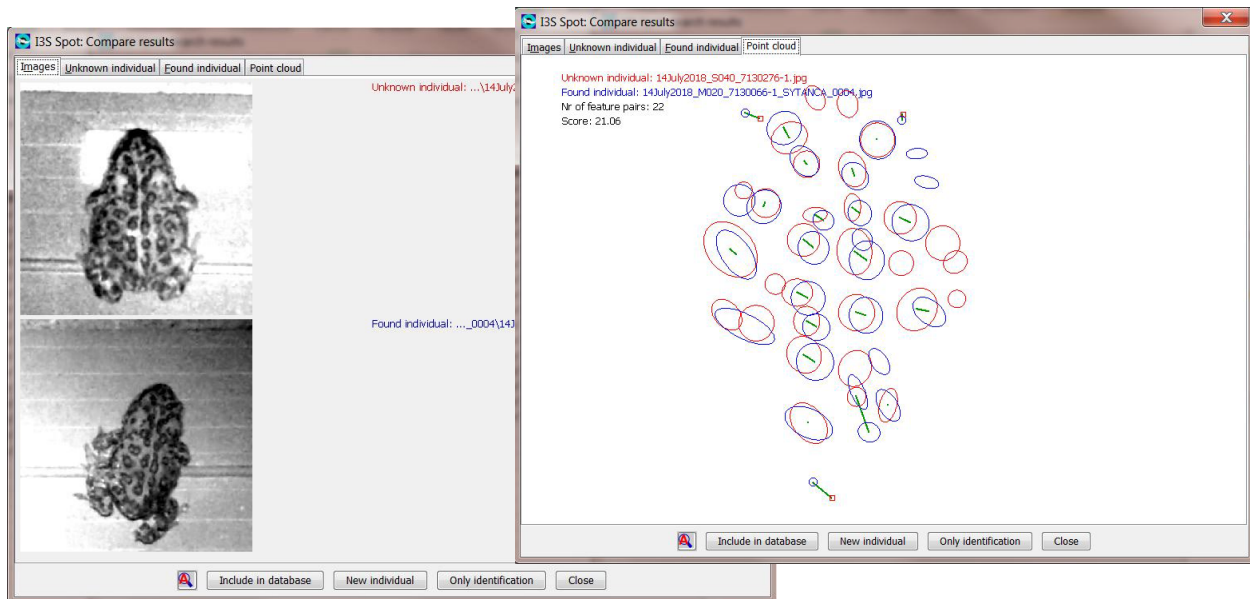 I3S Spot: Compare results
Images Unknown individual Found individual Point cloud
Unknown individual: ...\14July2
Found individual: ..._0004\14J
Include in database New individual Only identification Close
I3S Spot: Compare results
Images Unknown individual Found individual Point cloud
Unknown individual: 14July2018_S040_7130276-1.jpg
Found individual: 14July2018_M020_7130066-1_SYTANCA_0004.jpg
Nr of feature pairs: 22
Score: 21.06
Include in database New individual Only identification Close